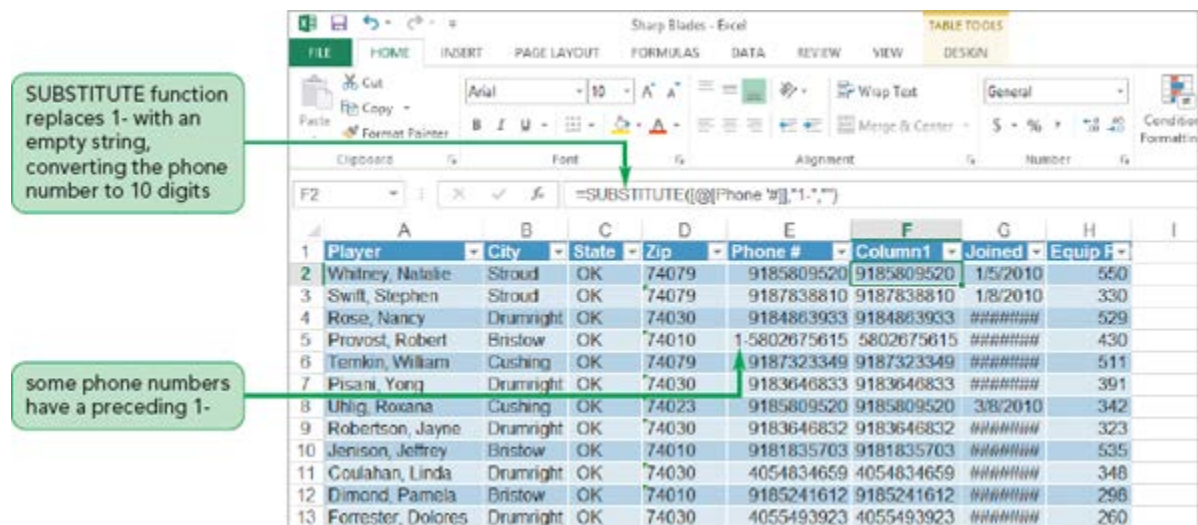 Sharp Blades - Excel
TABLE TOOLS
FILE HOME INSERT PAGE LAYOUT FORMULAS DATA REVIEW VIEW DESIGN
SUBSTITUTE function
replaces 1- with an
empty string,
converting the phone
number to 10 digits
Cut
Copy
Format Painter
Paste
Arial 10
B I U
Wrap Text
Merge & Center
General
$ % ,
Condition
Formattin
Clipboard Font Alignment Number
F2 =SUBSTITUTE([@[Phone '#]],"1-","")
A B C D E F G H I
1 Player City State Zip Phone # Column1 Joined Equip F
2 Whitney, Natalie Stroud OK 74079 9185809520 9185809520 1/5/2010 550
3 Swift, Stephen Stroud OK 74079 9187838810 9187838810 1/8/2010 330
4 Rose, Nancy Drumright OK 74030 9184863933 9184863933 ######## 529
5 Provost, Robert Bristow OK 74010 1-5802675615 5802675615 ######## 430
6 Temkin, William Cushing OK 74079 9187323349 9187323349 ######## 511
some phone numbers
have a preceding 1-
7 Pisani, Yong Drumright OK 74030 9183646833 9183646833 ######## 391
8 Uhlig, Roxana Cushing OK 74023 9185809520 9185809520 3/8/2010 342
9 Robertson, Jayne Drumright OK 74030 9183646832 9183646832 ######## 323
10 Jenison, Jeffrey Bristow OK 74010 9181835703 9181835703 ######## 535
11 Coulahan, Linda Drumright OK 74030 4054834659 4054834659 ######## 348
12 Dimond, Pamela Bristow OK 74010 9185241612 9185241612 ######## 298
13 Forrester, Dolores Drumright OK 74030 4055493923 4055493923 ######## 260